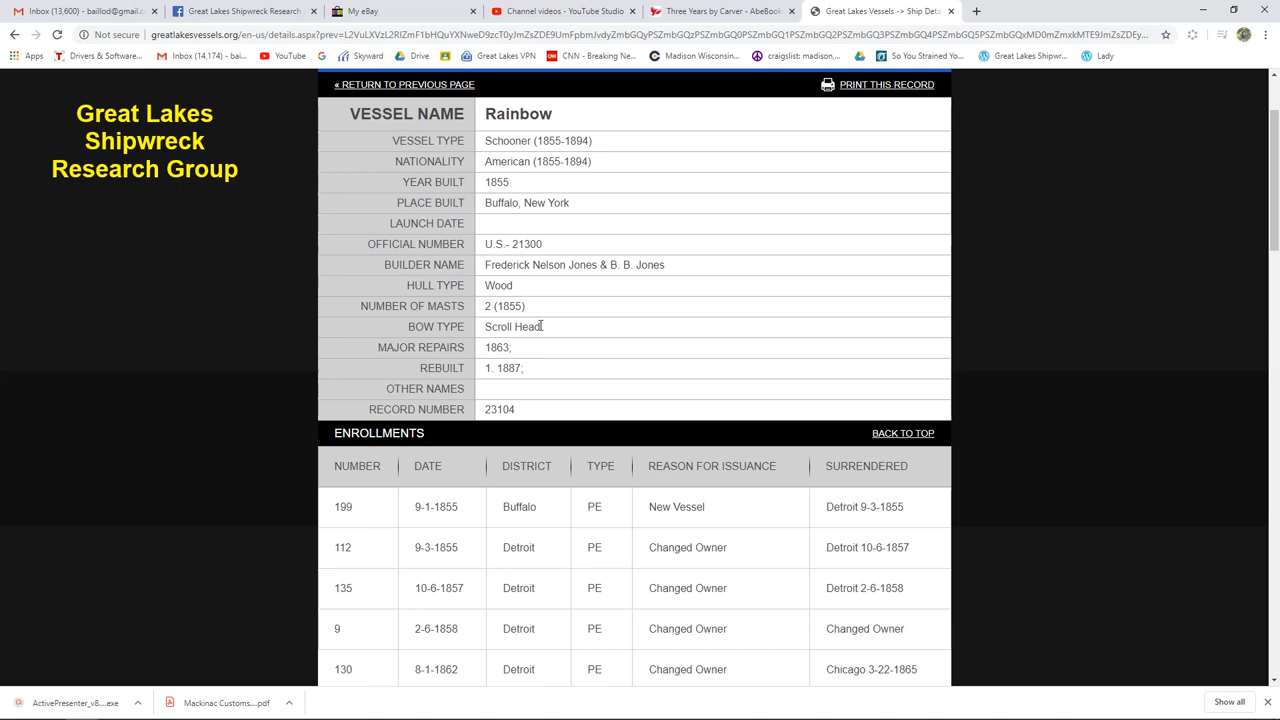 Inbox (13,600) - baillod@gmail.c
Great Lakes Shipwreck Research
My eBay
Channel videos - YouTube Studio
Three Years by Carver - AbeBook
Great Lakes Vessels -> Ship Deta
greatlakesvessels.org/en-us/details.aspx?prevtext=
Apps
Drivers & Software...
Inbox (14,174) - bai...
YouTube
Skyward
Drive
Great Lakes VPN
CNN - Breaking Ne...
Madison Wisconsin...
craigslist: madison,...
So You Strained Yo...
Great Lakes Shipwr...
Lady
Great Lakes
Shipwreck
Research Group
« RETURN TO PREVIOUS PAGE PRINT THIS RECORD
VESSEL NAME Rainbow
VESSEL TYPE Schooner (1855-1894)
NATIONALITY American (1855-1894)
YEAR BUILT 1855
PLACE BUILT Buffalo, New York
LAUNCH DATE
OFFICIAL NUMBER U.S.- 21300
BUILDER NAME Frederick Nelson Jones & B. B. Jones
HULL TYPE Wood
NUMBER OF MASTS 2 (1855)
BOW TYPE Scroll Head
MAJOR REPAIRS 1863;
REBUILT 1. 1887;
OTHER NAMES
RECORD NUMBER 23104
ENROLLMENTS BACK TO TOP
NUMBER DATE DISTRICT TYPE REASON FOR ISSUANCE SURRENDERED
199 9-1-1855 Buffalo PE New Vessel Detroit 9-3-1855
112 9-3-1855 Detroit PE Changed Owner Detroit 10-6-1857
135 10-6-1857 Detroit PE Changed Owner Detroit 2-6-1858
9 2-6-1858 Detroit PE Changed Owner Changed Owner
130 8-1-1862 Detroit PE Changed Owner Chicago 3-22-1865
ActivePresenter_v8....exe
Mackinac Customs....pdf
Show all